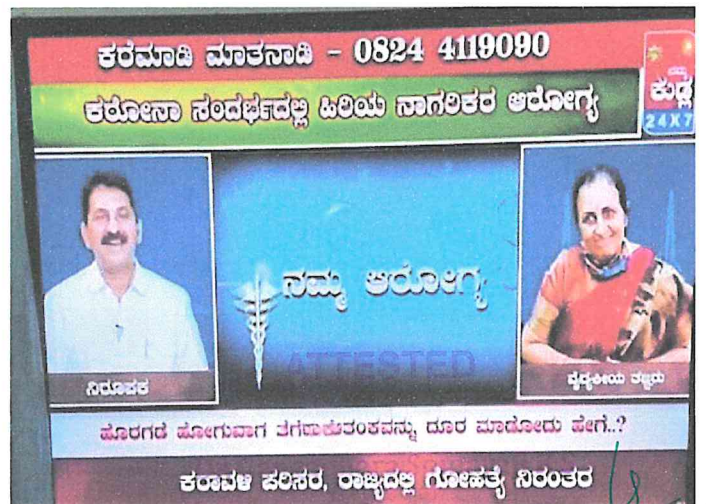 ಕರೆಮಾಡಿ ಮಾತನಾಡಿ - 0824 4119090
ಕರೋನಾ ಸಂದರ್ಭದಲ್ಲಿ ಹಿರಿಯ ನಾಗರಿಕರ ಆರೋಗ್ಯ
ನಮ್ಮ
ಕುಡ್ಲ
24X7
ನಮ್ಮ ಆರೋಗ್ಯ
ATTESTED
ನಿರೂಪಕ
ವೈದ್ಯಕೀಯ ತಜ್ಞರು
ಹೊರಗಡೆ ಹೋಗುವಾಗ ದೂರ ಮಾಡೋದು ಹೇಗೆ..?
ಕರಾವಳಿ ಪರಿಸರ, ರಾಜ್ಯದಲ್ಲಿ ಗೋಹತ್ಯೆ ನಿರಂತರ